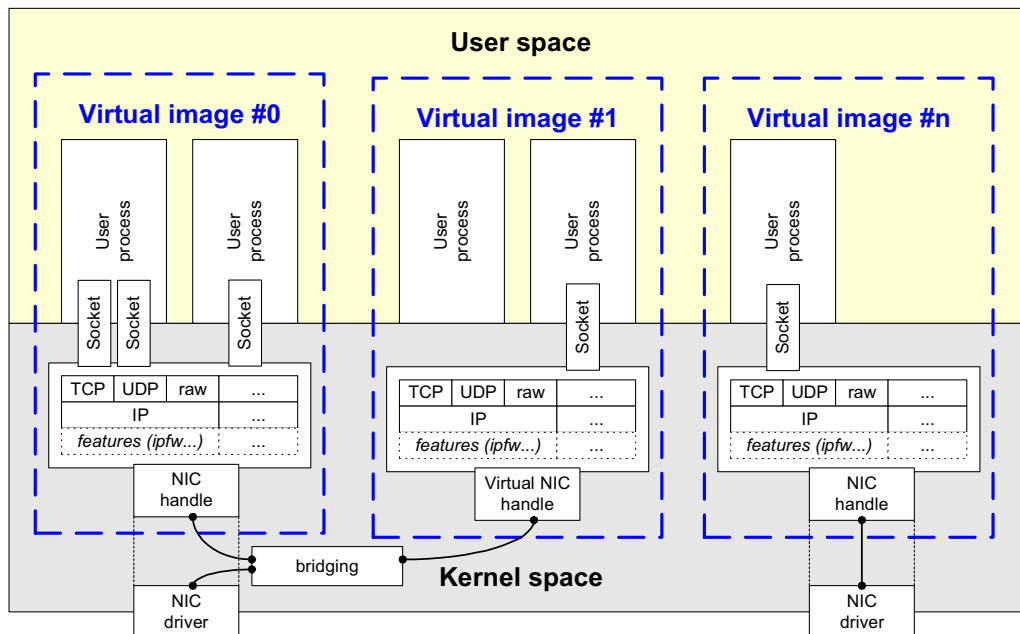 User space
Virtual image #0
Virtual image #1
Virtual image #n
User
process
User
process
User
process
User
process
User
process
Socket
Socket
Socket
Socket
Socket
TCP UDP raw ...
IP ...
features (ipfw...) ...
TCP UDP raw ...
IP ...
features (ipfw...) ...
TCP UDP raw ...
IP ...
features (ipfw...) ...
NIC
handle
Virtual NIC
handle
NIC
handle
bridging
Kernel space
NIC
driver
NIC
driver